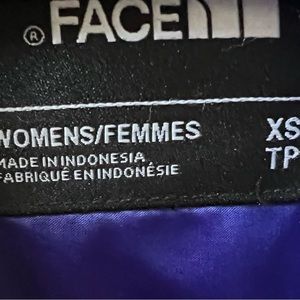 ® FACE
WOMENS/FEMMES XS
MADE IN INDONESIA TP
FABRIQUÉ EN INDONÉSIE